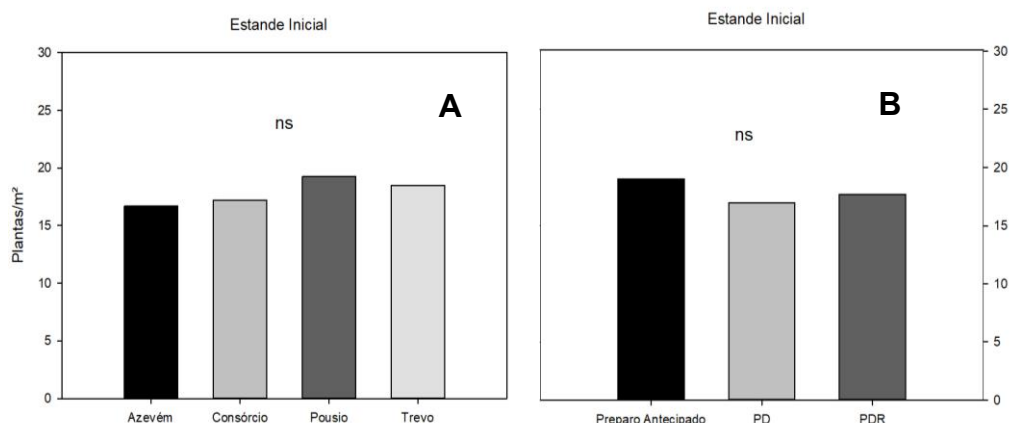 Estande Inicial
30
25
20
15
10
5
0
Plantas/m²
A
ns
Azevém Consórcio Pousio Trevo
Estande Inicial
B
ns
30
25
20
15
10
5
0
Preparo Antecipado PD PDR